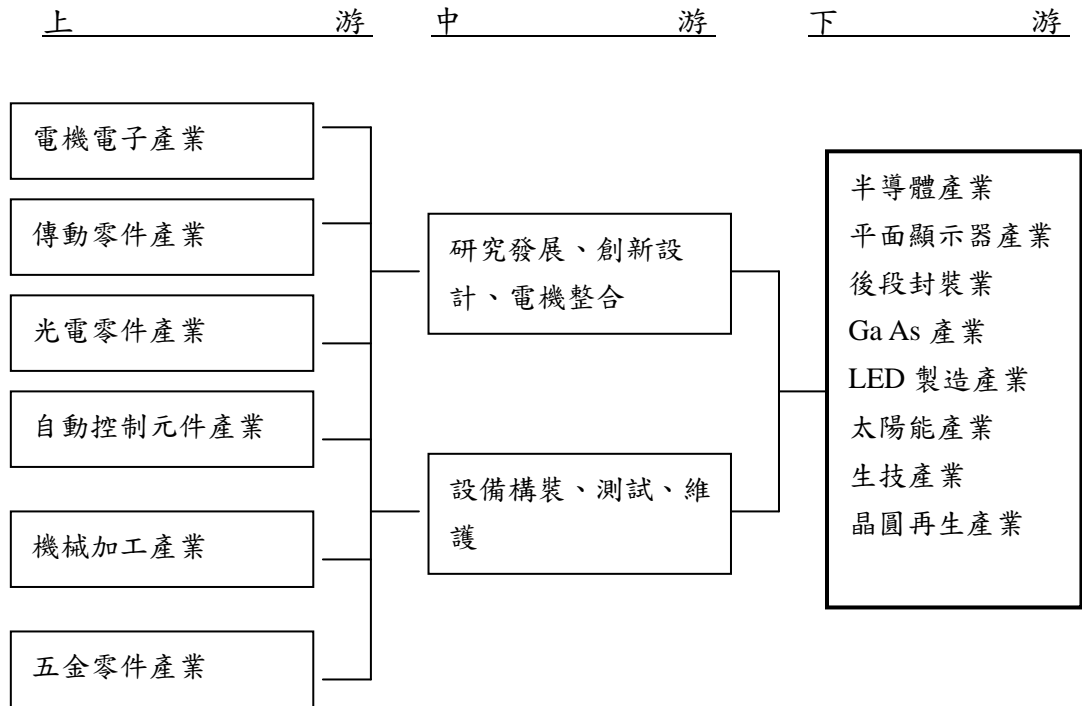 上游 中游 下游
電機電子產業
傳動零件產業
光電零件產業
自動控制元件產業
機械加工產業
五金零件產業
研究發展、創新設
計、電機整合
設備構裝、測試、維
護
半導體產業
平面顯示器產業
後段封裝業
Ga As 產業
LED 製造產業
太陽能產業
生技產業
晶圓再生產業